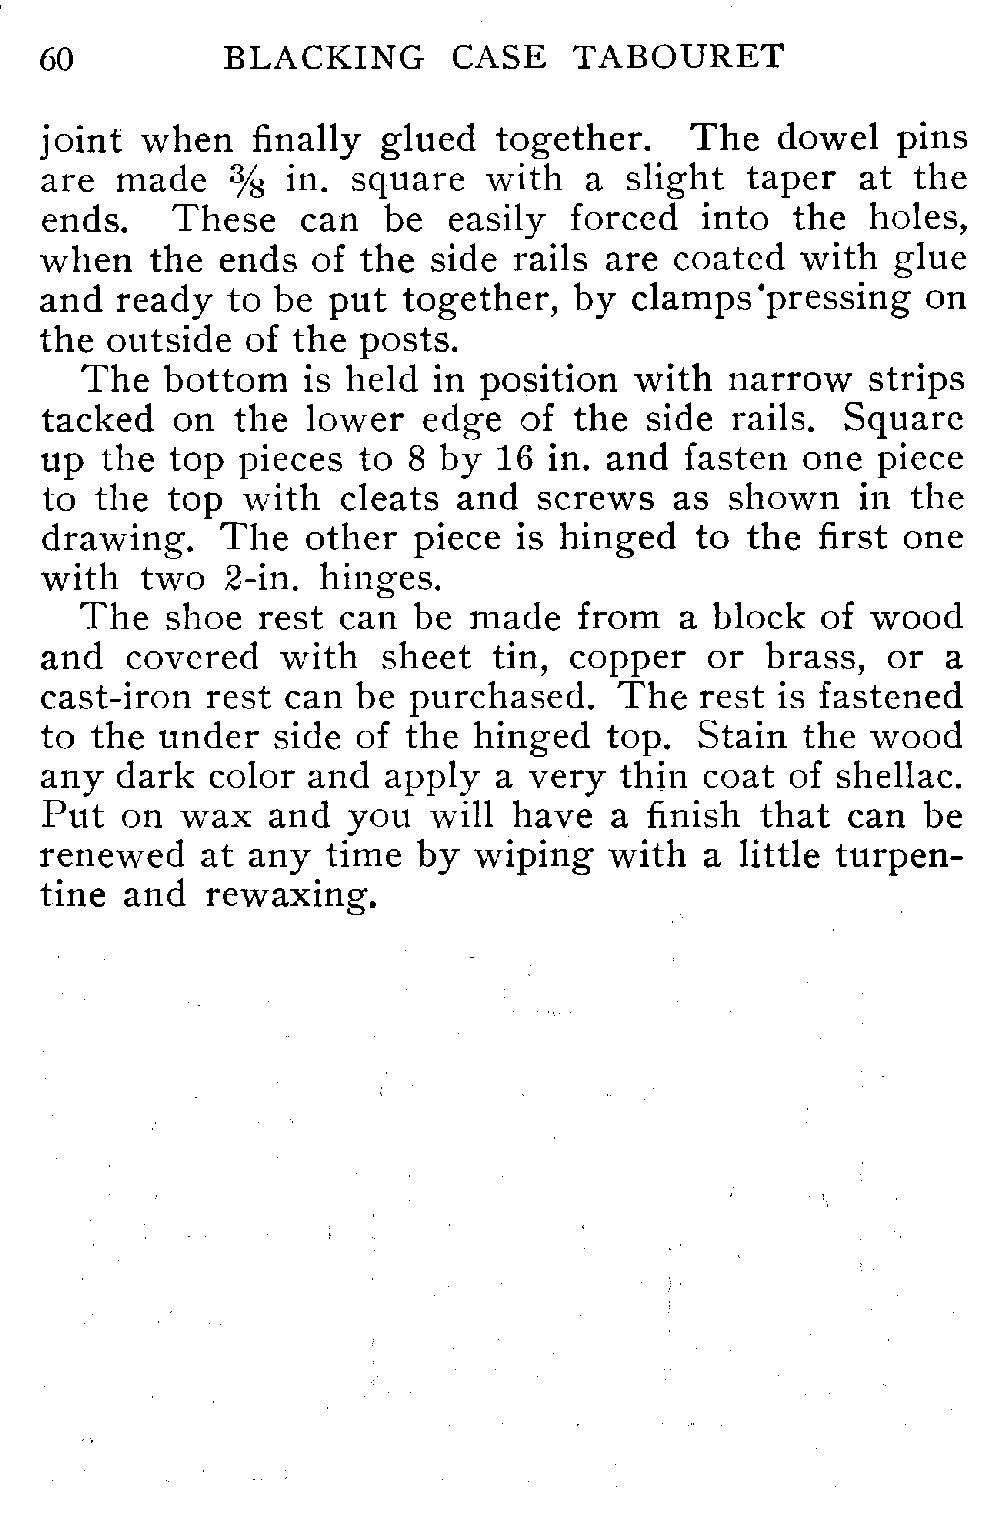 60 BLACKING CASE TABOURET
joint when finally glued together. The dowel pins
are made ⅜ in. square with a slight taper at the
ends. These can be easily forced into the holes,
when the ends of the side rails are coated with glue
and ready to be put together, by clamps pressing on
the outside of the posts.
The bottom is held in position with narrow strips
tacked on the lower edge of the side rails. Square
up the top pieces to 8 by 16 in. and fasten one piece
to the top with cleats and screws as shown in the
drawing. The other piece is hinged to the first one
with two 2-in. hinges.
The shoe rest can be made from a block of wood
and covered with sheet tin, copper or brass, or a
cast-iron rest can be purchased. The rest is fastened
to the under side of the hinged top. Stain the wood
any dark color and apply a very thin coat of shellac.
Put on wax and you will have a finish that can be
renewed at any time by wiping with a little turpen-
tine and rewaxing.